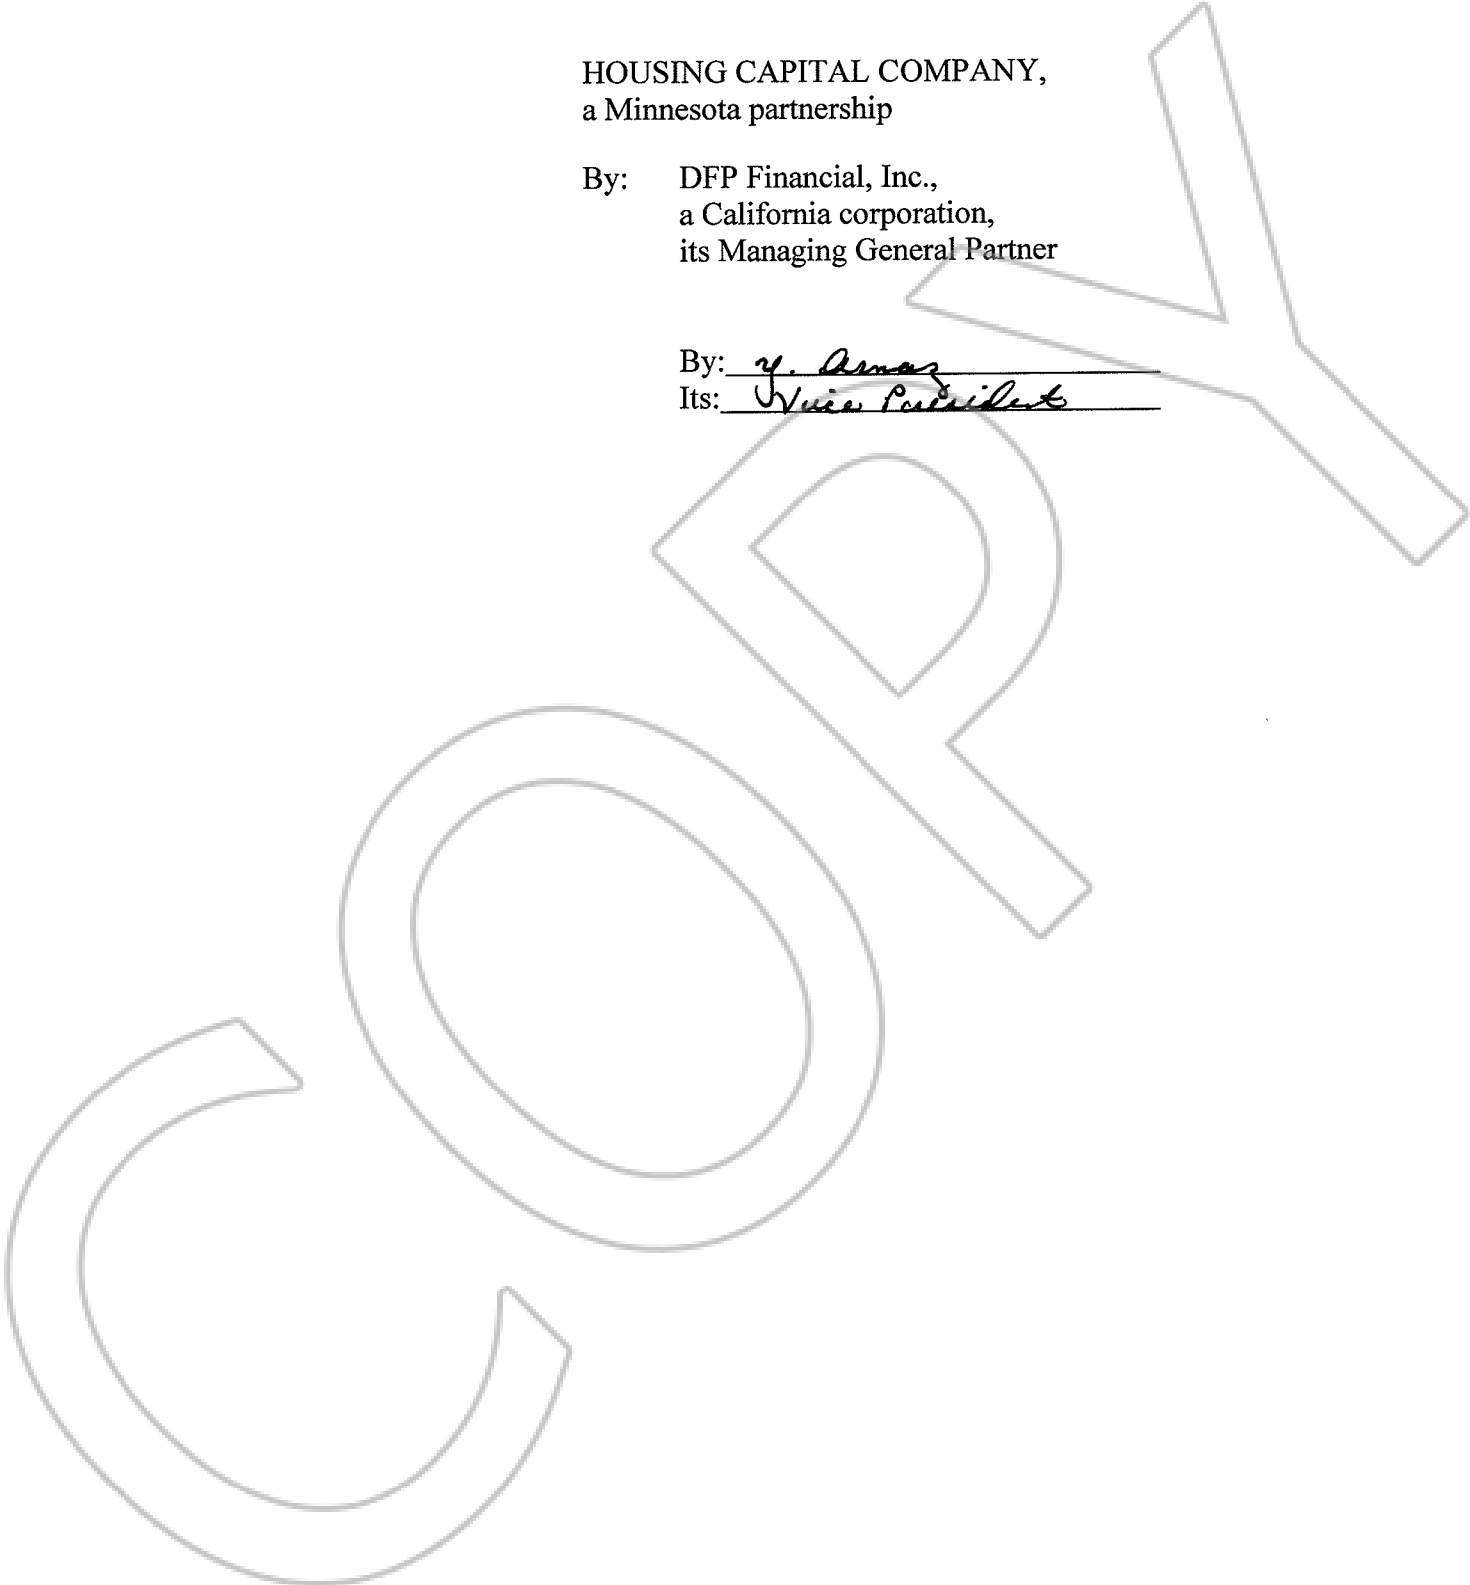 HOUSING CAPITAL COMPANY,
a Minnesota partnership
By: DFP Financial, Inc.,
a California corporation,
its Managing General Partner
By: Y. Arnaz
Its: Vice President
COPY